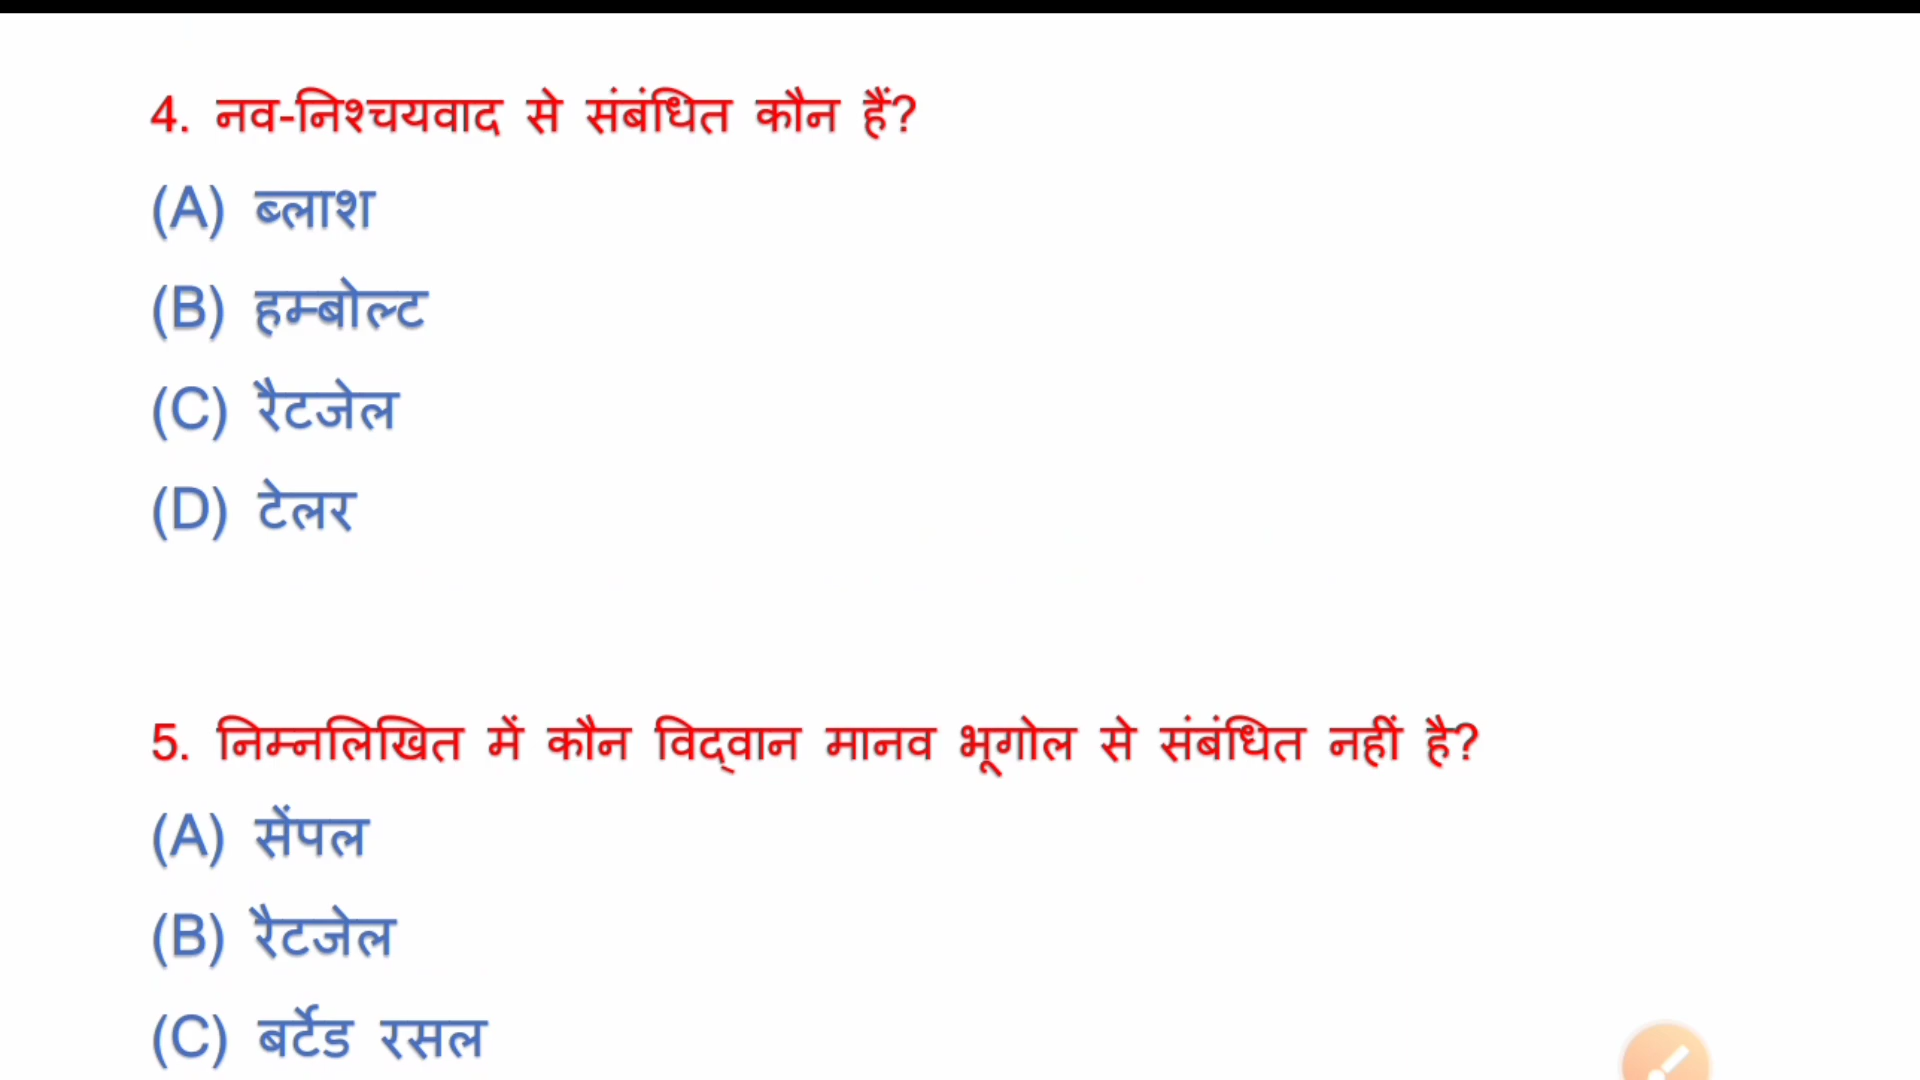 4. नव-निश्चयवाद से संबंधित कौन हैं?
(A) ब्लाश
(B) हम्बोल्ट
(C) रैटजेल
(D) टेलर
5. निम्नलिखित में कौन विद्वान मानव भूगोल से संबंधित नहीं है?
(A) सेंपल
(B) रैटजेल
(C) बर्टेड रसल